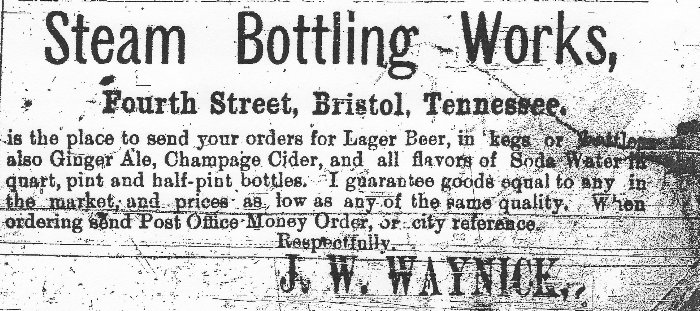 Steam Bottling Works,
Fourth Street, Bristol, Tennessee.
is the place to send your orders for Lager Beer, in kegs or bottles
also Ginger Ale, Champage Cider, and all flavors of Soda Water in
quart, pint and half-pint bottles. I guarantee goods equal to any in
the market, and prices as low as any of the same quality. When
ordering send Post Office Money Order, or city reference.
Respectfully.
J. W. WAYNICK.